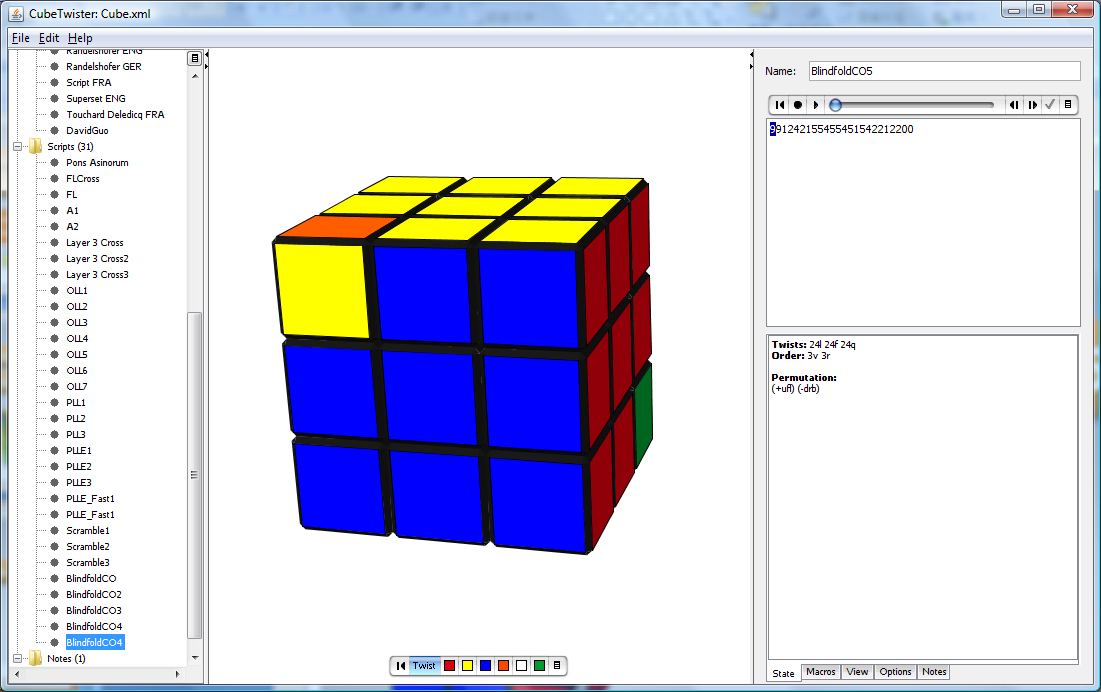 CubeTwister: Cube.xml
File Edit Help
Randelshofer ENG
Randelshofer GER
Script FRA
Superset ENG
Touchard Deledicq FRA
DavidGuo
Scripts (31)
Pons Asinorum
FLCross
FL
A1
A2
Layer 3 Cross
Layer 3 Cross2
Layer 3 Cross3
OLL1
OLL2
OLL3
OLL4
OLL5
OLL6
OLL7
PLL1
PLL2
PLL3
PLLE1
PLLE2
PLLE3
PLLE_Fast1
PLLE_Fast1
Scramble1
Scramble2
Scramble3
BlindfoldCO
BlindfoldCO2
BlindfoldCO3
BlindfoldCO4
BlindfoldCO4
Notes (1)
Twist
Name: BlindfoldCO5
991242155455451542212200
Twists: 24l 24f 24q
Order: 3v 3r
Permutation:
(+ufl) (-drb)
State Macros View Options Notes